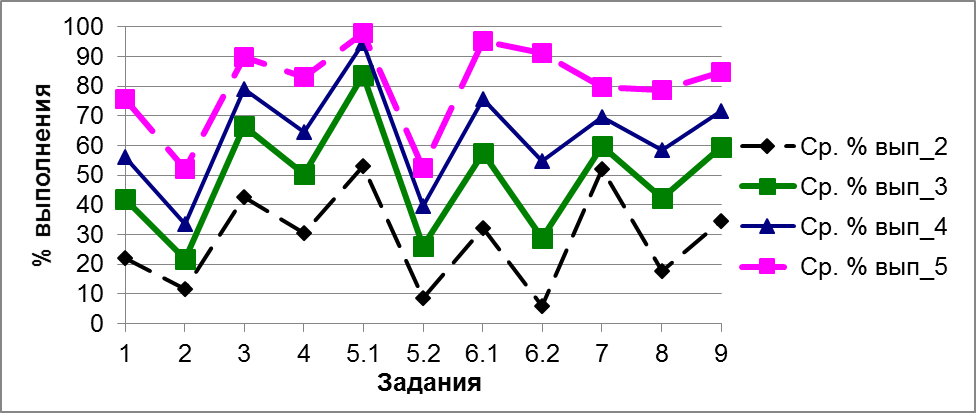 % выполнения
100
90
80
70
60
50
40
30
20
10
0
1 2 3 4 5.1 5.2 6.1 6.2 7 8 9
Задания
Ср. % вып_2
Ср. % вып_3
Ср. % вып_4
Ср. % вып_5